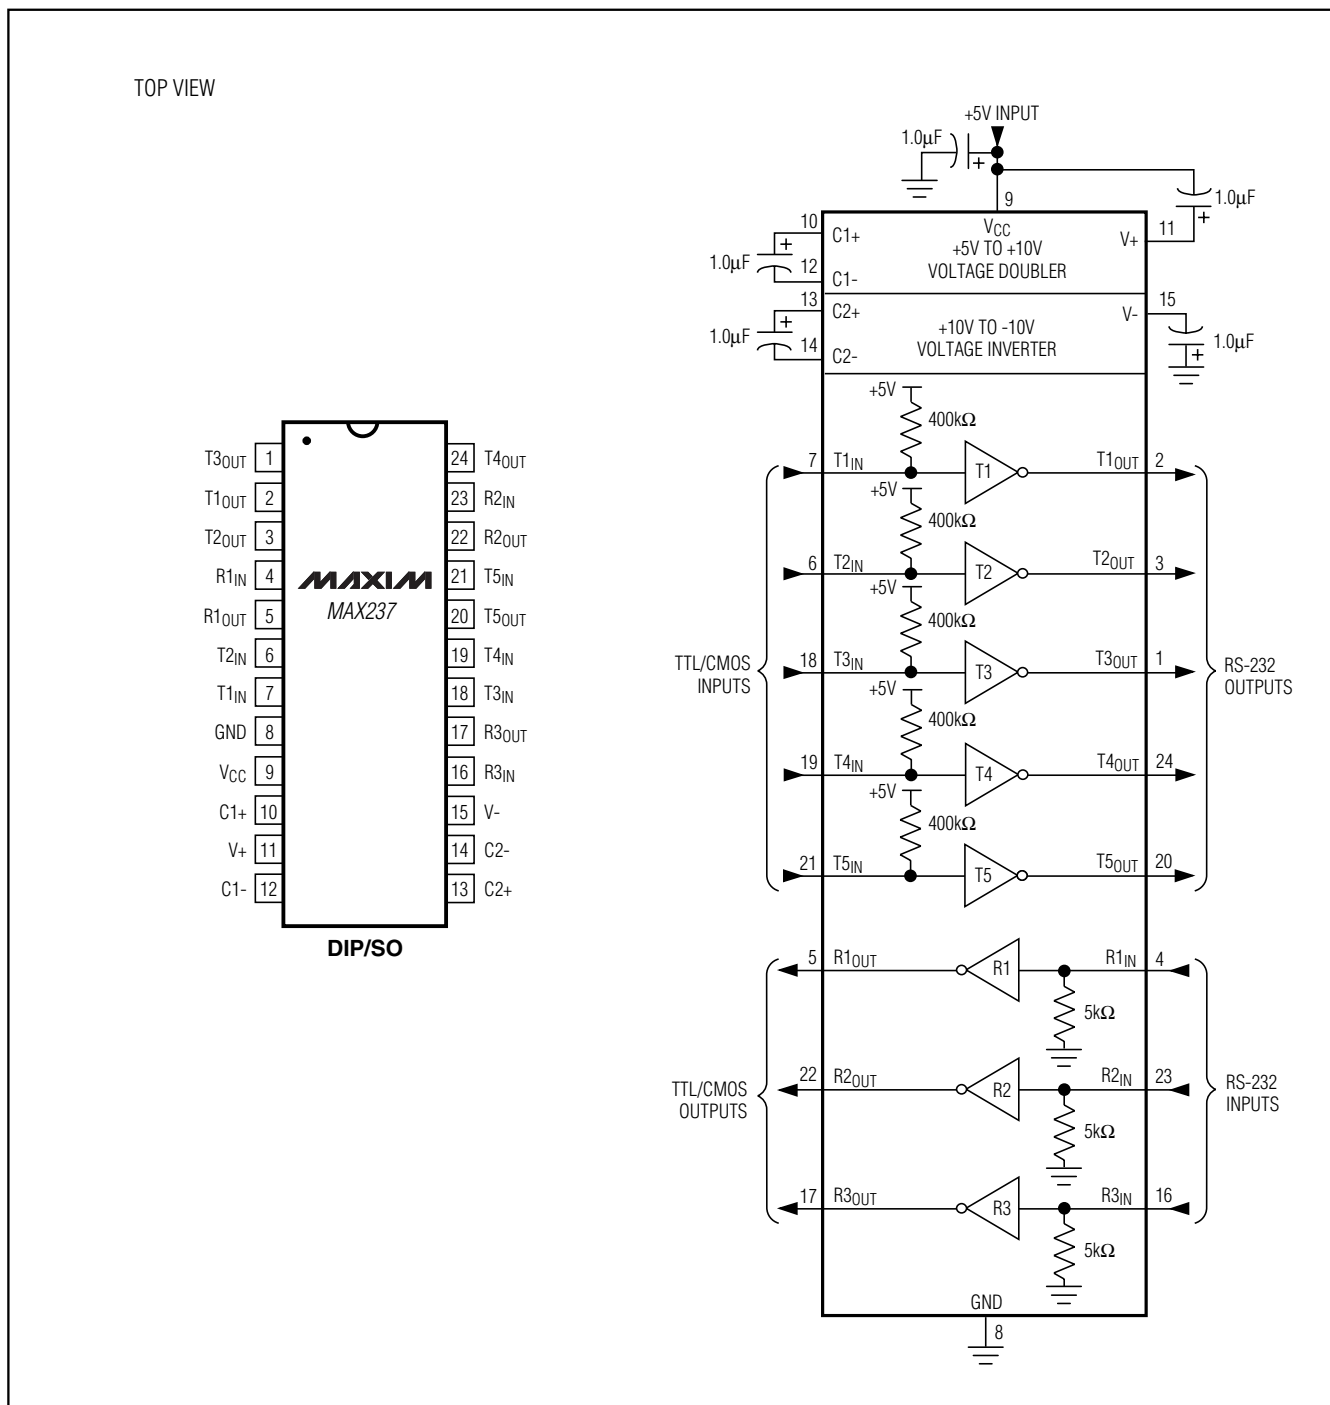 TOP VIEW
T3OUT 1
T1OUT 2
T2OUT 3
R1IN 4
R1OUT 5
T2IN 6
T1IN 7
GND 8
VCC 9
C1+ 10
V+ 11
C1- 12
MAXIM
MAX237
24 T4OUT
23 R2IN
22 R2OUT
21 T5IN
20 T5OUT
19 T4IN
18 T3IN
17 R3OUT
16 R3IN
15 V-
14 C2-
13 C2+
DIP/SO
+5V INPUT
1.0µF
+
9
1.0µF
+
10 C1+
VCC
+5V TO +10V
VOLTAGE DOUBLER
V+ 11
1.0µF
+
12 C1-
13 C2+
+10V TO -10V
VOLTAGE INVERTER
V- 15
1.0µF
+
14 C2-
1.0µF
+
+5V
400kΩ
7 T1IN
T1
T1OUT 2
+5V
400kΩ
6 T2IN
T2
T2OUT 3
+5V
400kΩ
TTL/CMOS
INPUTS
18 T3IN
T3
T3OUT 1
RS-232
OUTPUTS
+5V
400kΩ
19 T4IN
T4
T4OUT 24
+5V
400kΩ
21 T5IN
T5
T5OUT 20
5 R1OUT
R1
R1IN 4
5kΩ
TTL/CMOS
OUTPUTS
22 R2OUT
R2
R2IN 23
RS-232
INPUTS
5kΩ
17 R3OUT
R3
R3IN 16
5kΩ
GND
8